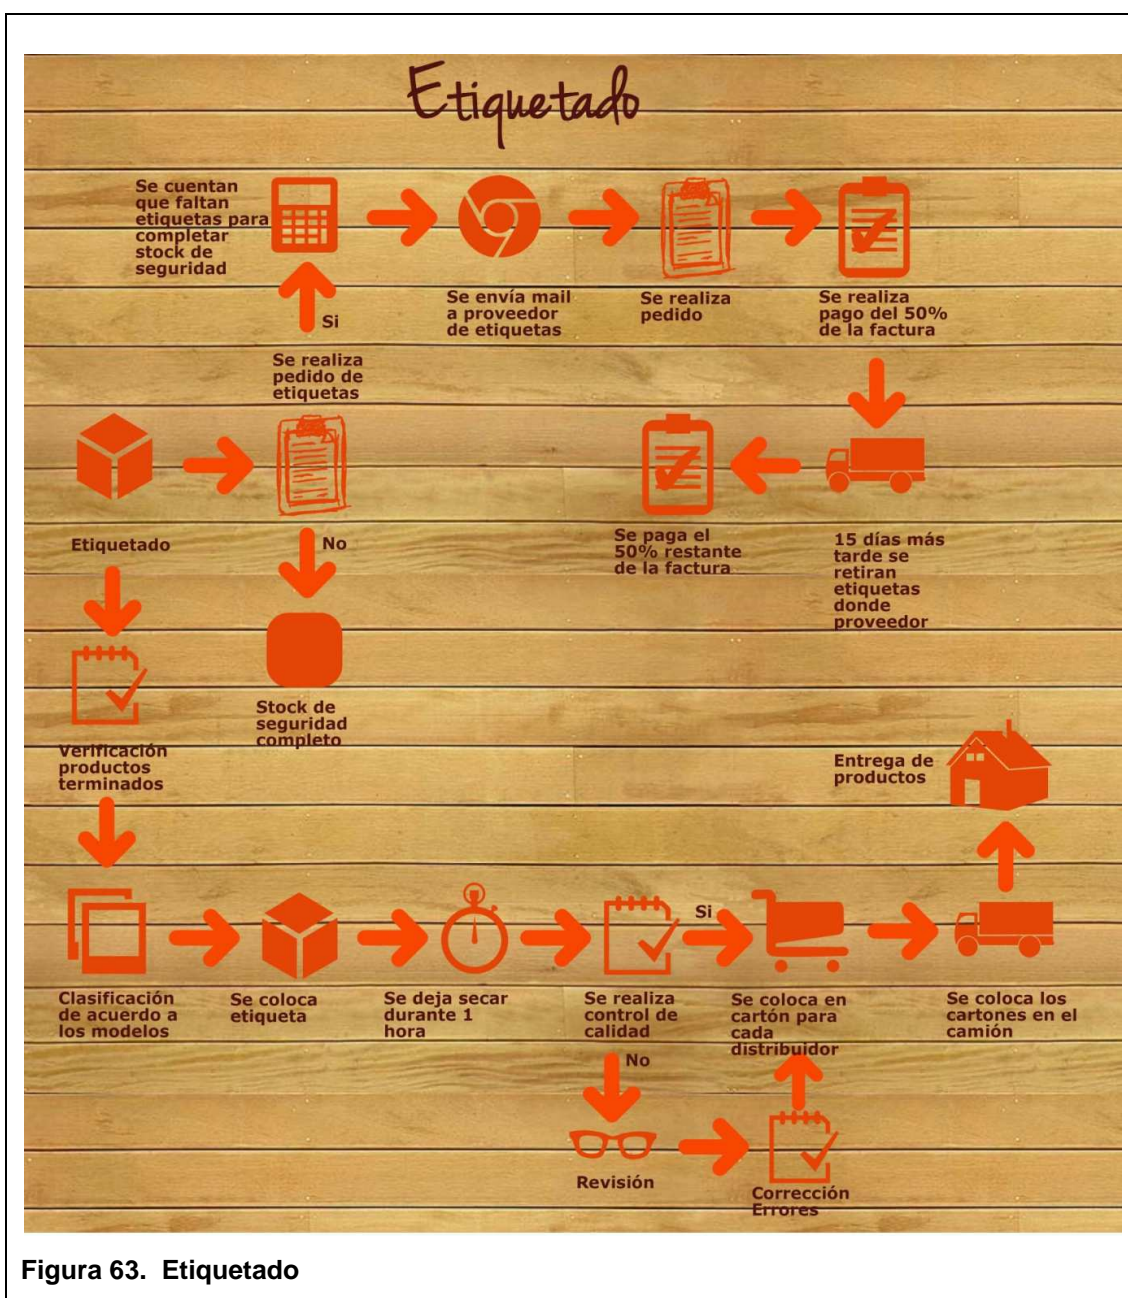 Etiquetado
Se cuentan
que faltan
etiquetas para
completar
stock de
seguridad
Si
Se envía mail
a proveedor
de etiquetas
Se realiza
pedido
Se realiza
pago del 50%
de la factura
Se realiza
pedido de
etiquetas
Etiquetado
No
Se paga el
50% restante
de la factura
15 días más
tarde se
retiran
etiquetas
donde
proveedor
Stock de
seguridad
completo
Verificación
productos
terminados
Entrega de
productos
Si
Clasificación
de acuerdo a
los modelos
Se coloca
etiqueta
Se deja secar
durante 1
hora
Se realiza
control de
calidad
Se coloca en
cartón para
cada
distribuidor
Se coloca los
cartones en el
camión
No
Revisión
Corrección
Errores
Figura 63. Etiquetado